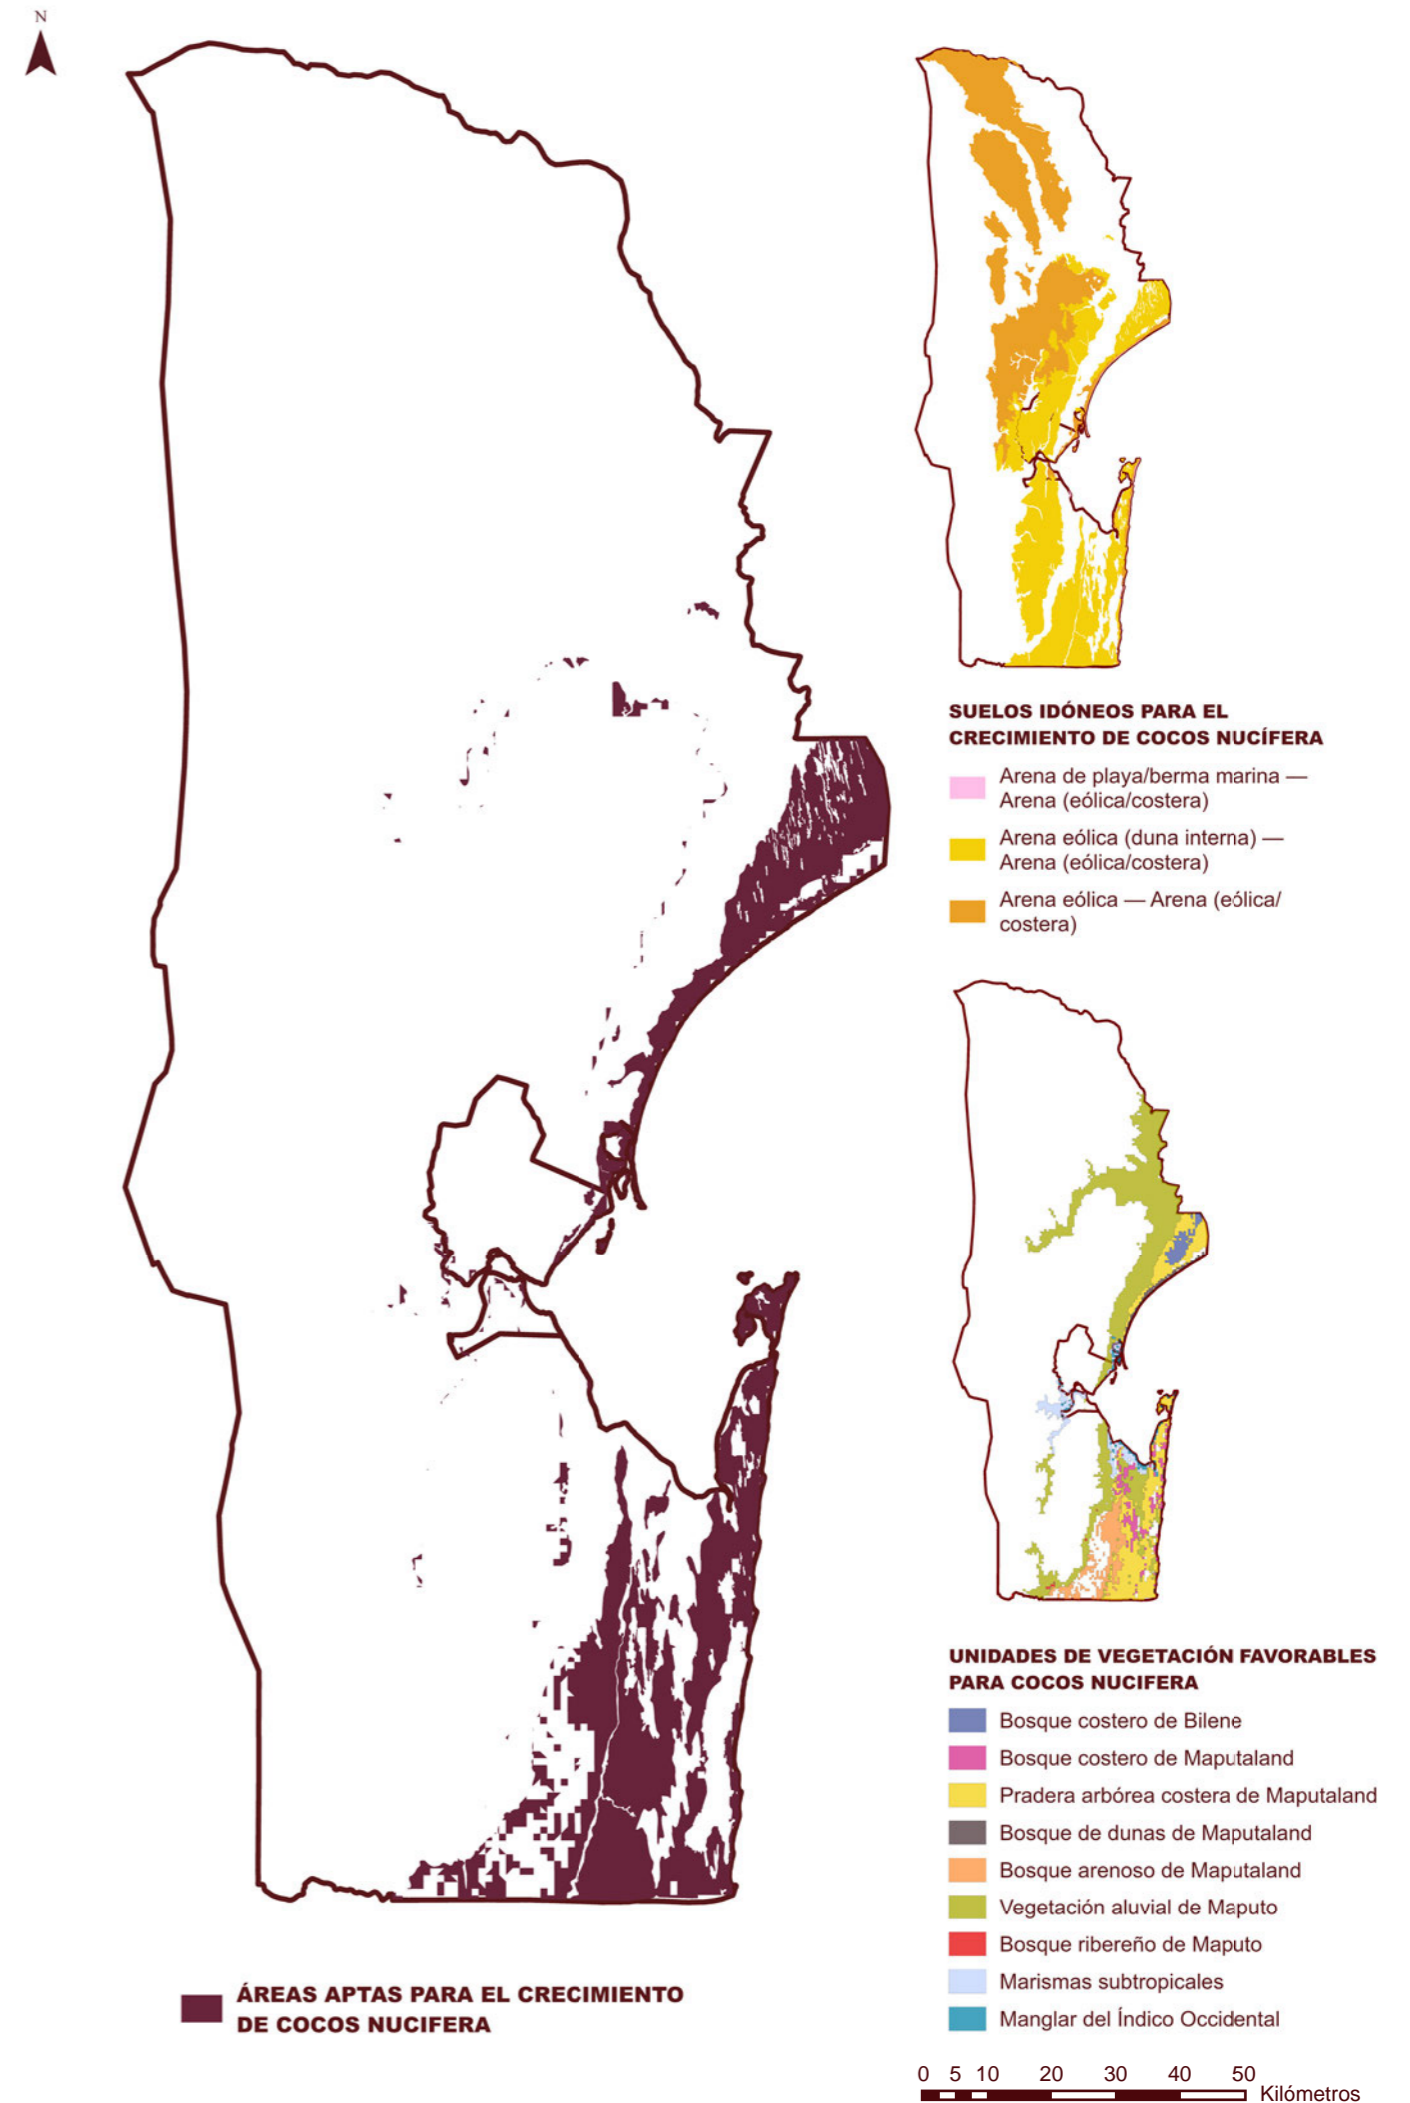 N
SUELOS IDÓNEOS PARA EL
CRECIMIENTO DE COCOS NUCÍFERA
Arena de playa/berma marina —
Arena (eólica/costera)
Arena eólica (duna interna) —
Arena (eólica/costera)
Arena eólica — Arena (eólica/
costera)
UNIDADES DE VEGETACIÓN FAVORABLES
PARA COCOS NUCIFERA
Bosque costero de Bilene
Bosque costero de Maputaland
Pradera arbórea costera de Maputaland
Bosque de dunas de Maputaland
Bosque arenoso de Maputaland
Vegetación aluvial de Maputo
Bosque ribereño de Maputo
Marismas subtropicales
Manglar del Índico Occidental
ÁREAS APTAS PARA EL CRECIMIENTO
DE COCOS NUCIFERA
0 5 10 20 30 40 50
Kilómetros